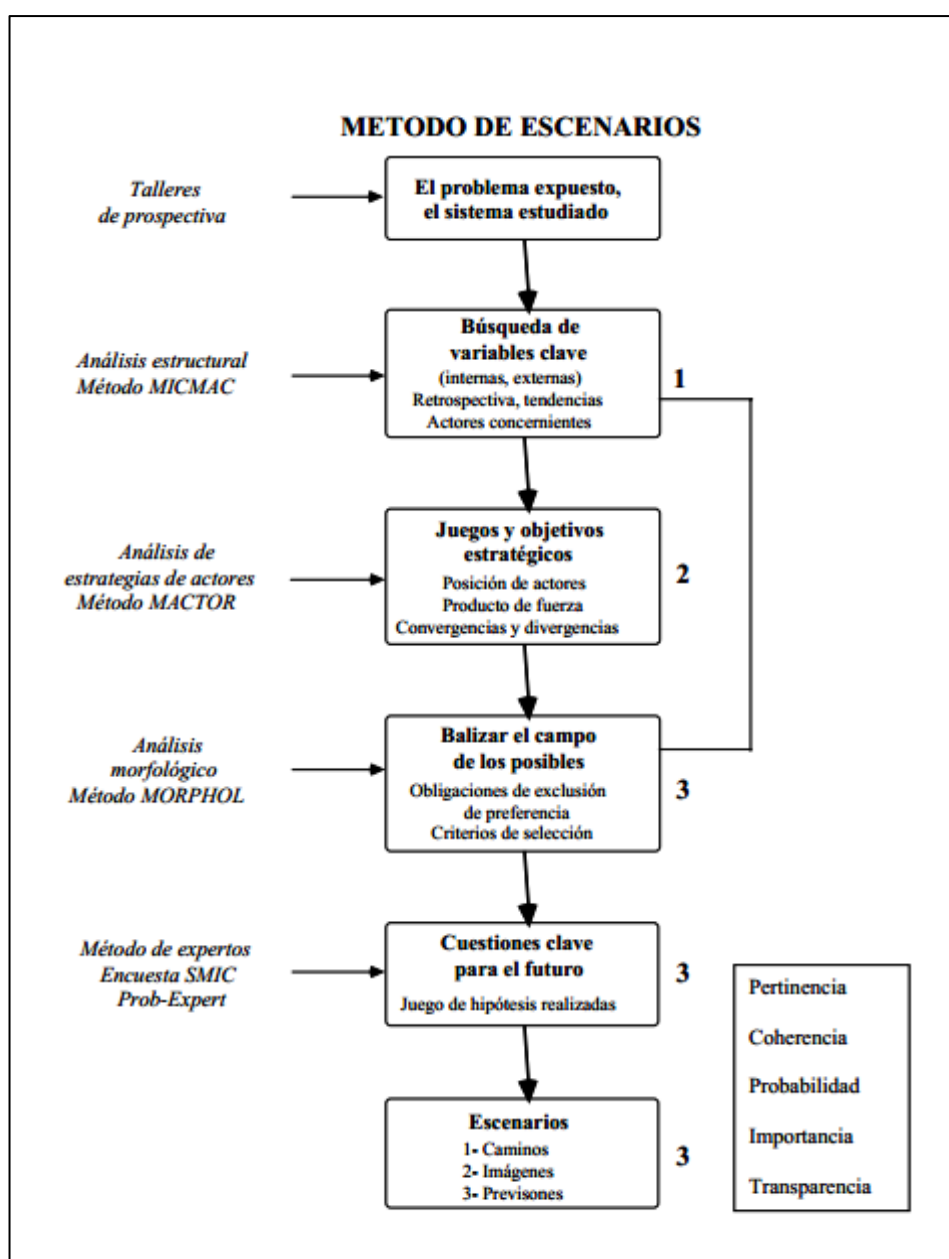 METODO DE ESCENARIOS
Talleres
de prospectiva
El problema expuesto,
el sistema estudiado
Análisis estructural
Método MICMAC
Búsqueda de
variables clave
(internas, externas)
Retrospectiva, tendencias
Actores concernientes
1
Análisis de
estrategias de actores
Método MACTOR
Juegos y objetivos
estratégicos
Posición de actores
Producto de fuerza
Convergencias y divergencias
2
Análisis
morfológico
Método MORPHOL
Balizar el campo
de los posibles
Obligaciones de exclusión
de preferencia
Criterios de selección
3
Método de expertos
Encuesta SMIC
Prob-Expert
Cuestiones clave
para el futuro
Juego de hipótesis realizadas
3
Escenarios
1- Caminos
2- Imágenes
3- Previsones
3
Pertinencia
Coherencia
Probabilidad
Importancia
Transparencia